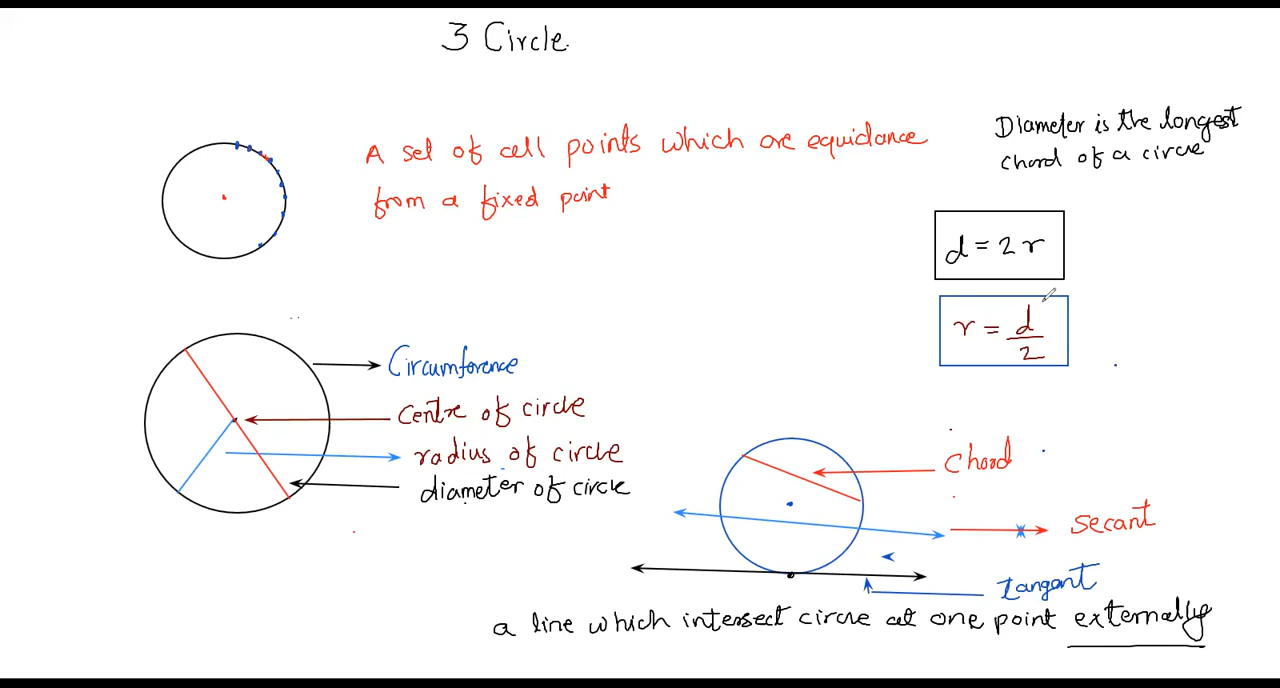 3 Circle.
A set of all points which are equidance
from a fixed point
Diameter is the longest
chord of a circle
d = 2 r
r = d/2
Circumference
Centre of circle
radius of circle
diameter of circle
Chord
Secant
tangent
a line which intersect circle at one point externally